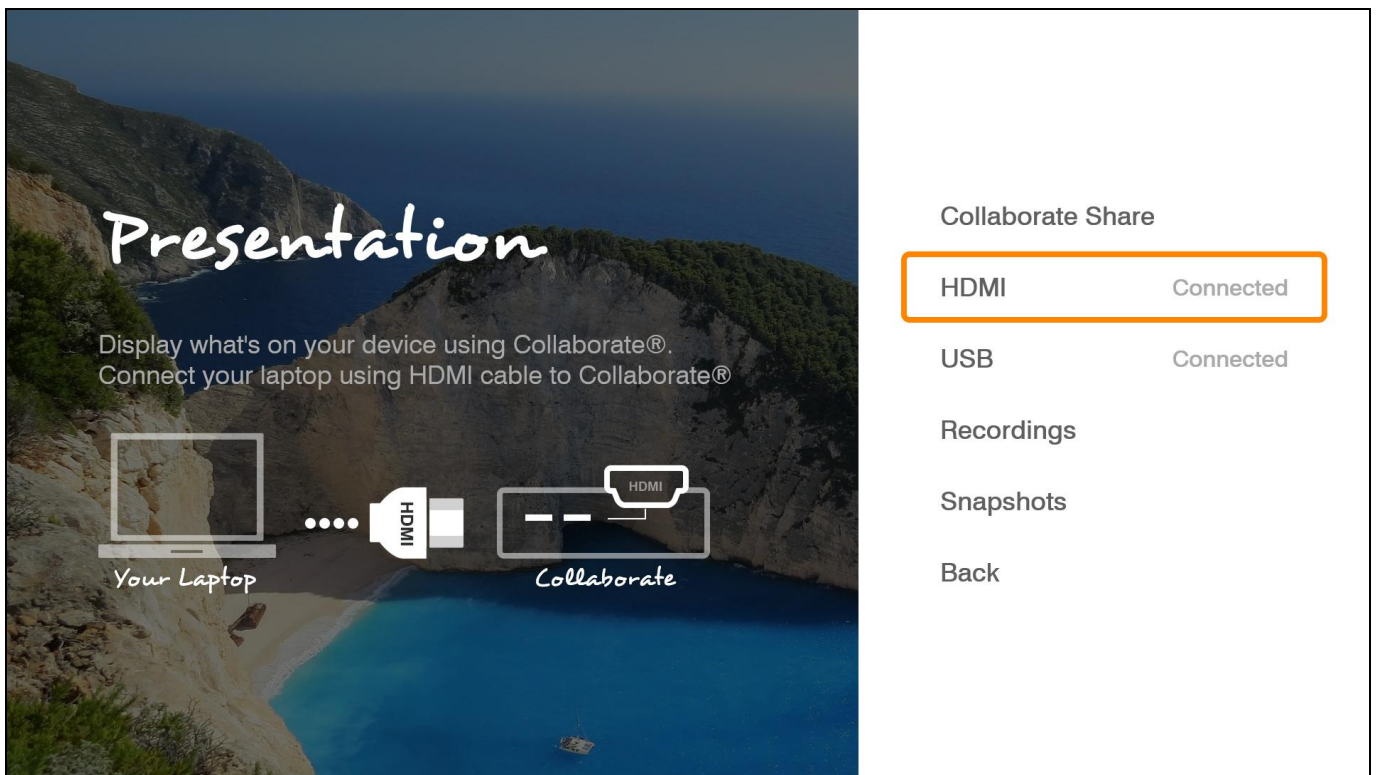 Presentation
Display what's on your device using Collaborate®.
Connect your laptop using HDMI cable to Collaborate®
HDMI
HDMI
Your Laptop
Collaborate
Collaborate Share
HDMI Connected
USB Connected
Recordings
Snapshots
Back